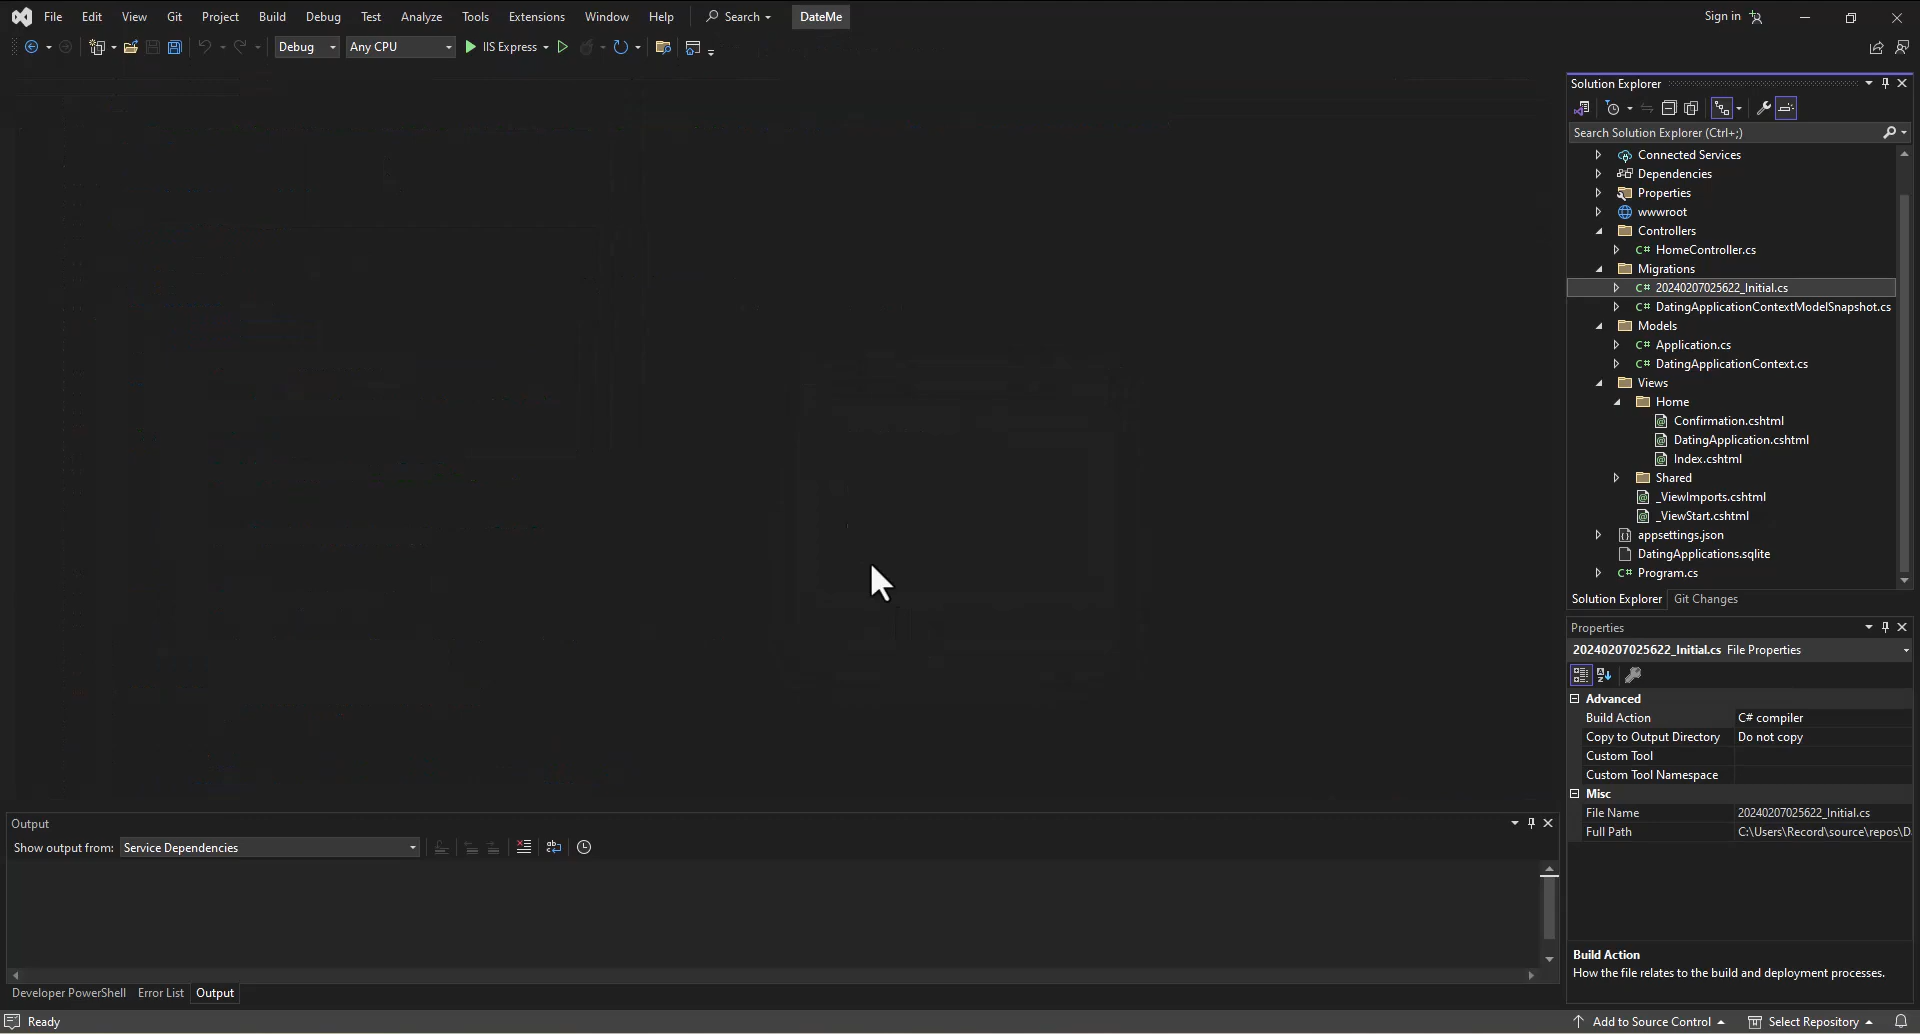 File Edit View Git Project Build Debug Test Analyze Tools Extensions Window Help Search DateMe Sign in
Debug Any CPU IIS Express
Solution Explorer
Search Solution Explorer (Ctrl+;)
Connected Services
Dependencies
Properties
wwwroot
Controllers
C# HomeController.cs
Migrations
C# 20240207025622_Initial.cs
C# DatingApplicationContextModelSnapshot.cs
Models
C# Application.cs
C# DatingApplicationContext.cs
Views
Home
Confirmation.cshtml
DatingApplication.cshtml
Index.cshtml
Shared
_ViewImports.cshtml
_ViewStart.cshtml
appsettings.json
DatingApplications.sqlite
C# Program.cs
Solution Explorer Git Changes
Properties
20240207025622_Initial.cs File Properties
Advanced
Build Action C# compiler
Copy to Output Directory Do not copy
Custom Tool
Custom Tool Namespace
Misc
File Name 20240207025622_Initial.cs
Full Path C:\Users\Record\source\repos\D
Build Action
How the file relates to the build and deployment processes.
Output
Show output from: Service Dependencies
Developer PowerShell Error List Output
Ready Add to Source Control Select Repository